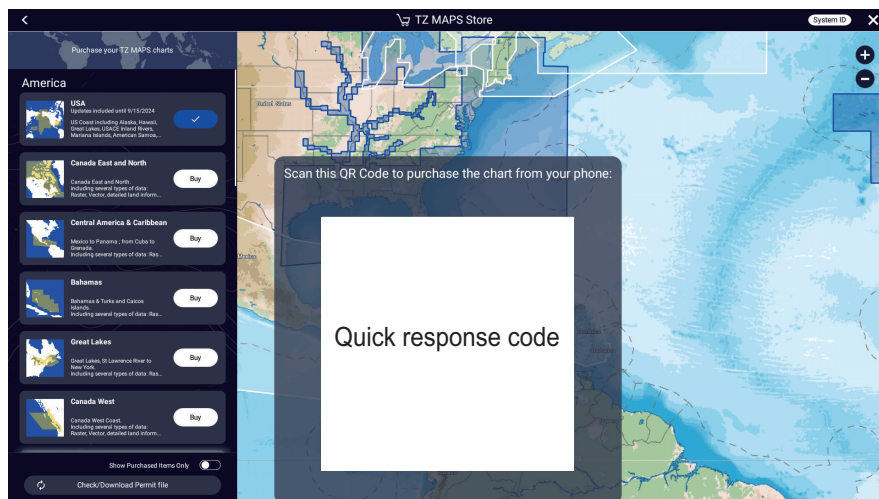 TZ MAPS Store
System ID
Purchase your TZ MAPS charts
America
USA
Updates included until 9/15/2024
US Coast including Alaska, Hawaii,
Great Lakes, USACE Inland Rivers,
Mariana Islands, American Samoa,...
Canada East and North
Canada East and North.
Including several types of data:
Raster, Vector, detailed land inform...
Buy
Central America & Caribbean
Mexico to Panama ; from Cuba to
Grenada.
Including several types of data: Ras...
Buy
Bahamas
Bahamas & Turks and Caicos
Islands.
Including several types of data: Ras...
Buy
Great Lakes
Great Lakes, St Lawrence River to
New York.
Including several types of data: Ras...
Buy
Canada West
Canada West Coast.
Including several types of data:
Raster, Vector, detailed land inform...
Buy
Show Purchased Items Only
Check/Download Permit file
United States
Mexico
Scan this QR Code to purchase the chart from your phone:
Quick response code